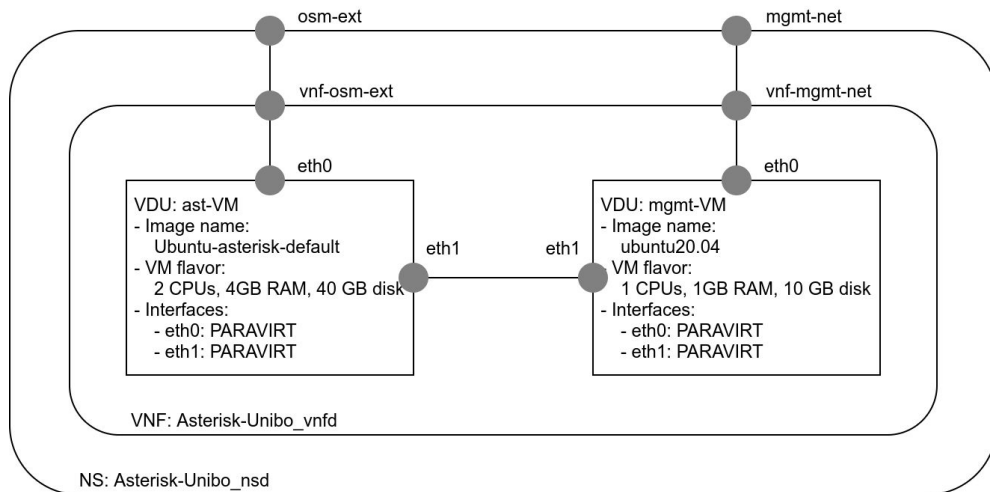 osm-ext
mgmt-net
vnf-osm-ext
vnf-mgmt-net
eth0
eth0
VDU: ast-VM
- Image name:
Ubuntu-asterisk-default
- VM flavor:
2 CPUs, 4GB RAM, 40 GB disk
- Interfaces:
- eth0: PARAVIRT
- eth1: PARAVIRT
eth1
eth1
VDU: mgmt-VM
- Image name:
ubuntu20.04
- VM flavor:
1 CPUs, 1GB RAM, 10 GB disk
- Interfaces:
- eth0: PARAVIRT
- eth1: PARAVIRT
VNF: Asterisk-Unibo_vnfd
NS: Asterisk-Unibo_nsd